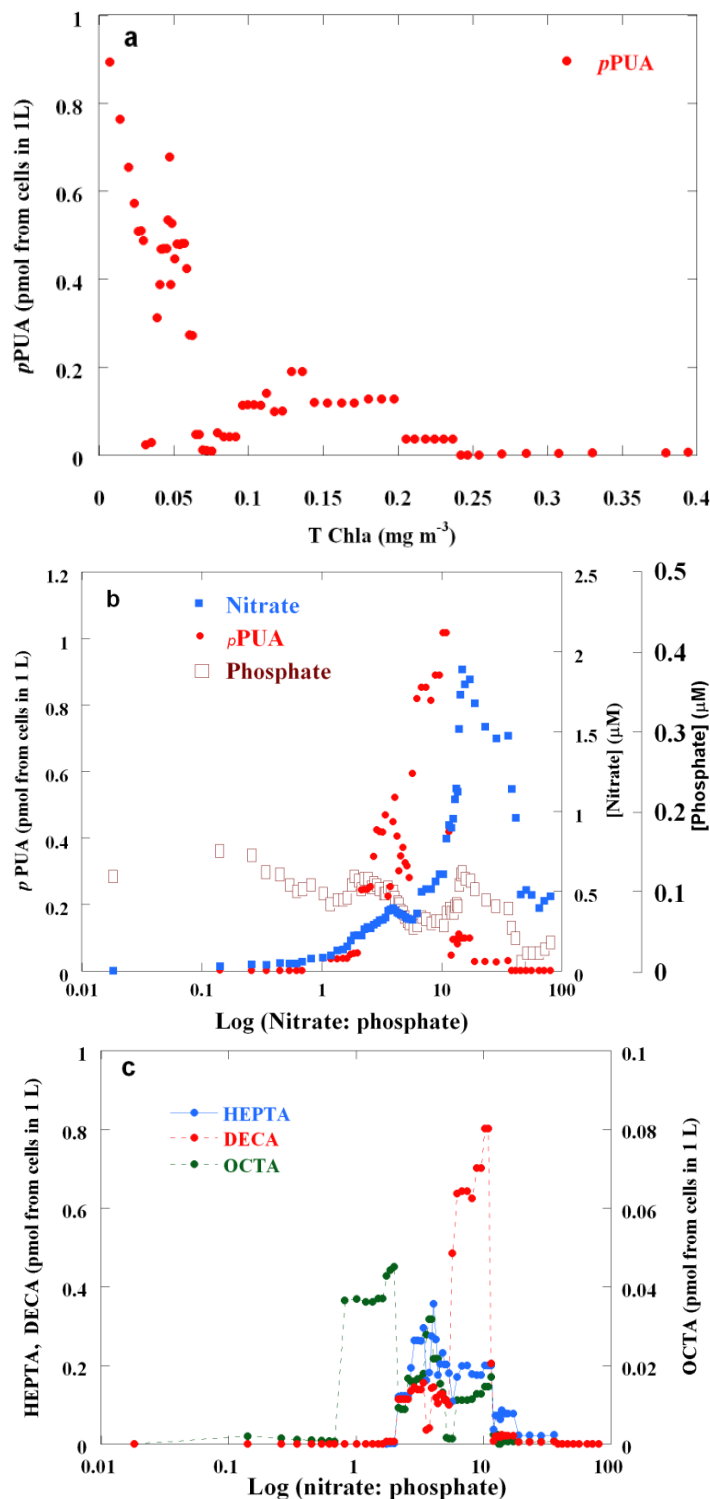 a
pPUA
1
0.8
0.6
0.4
0.2
0
pPUA (pmol from cells in 1L)
0 0.05 0.1 0.15 0.2 0.25 0.3 0.35 0.4
T Chla (mg m-3)
b
Nitrate
pPUA
Phosphate
1.2
1
0.8
0.6
0.4
0.2
0
p PUA (pmol from cells in 1 L)
2.5
2
1.5
1
0.5
0
[Nitrate] (µM)
0.5
0.4
0.3
0.2
0.1
0
[Phosphate] (µM)
0.01 0.1 1 10 100
Log (Nitrate: phosphate)
c
HEPTA
DECA
OCTA
1
0.8
0.6
0.4
0.2
0
HEPTA, DECA (pmol from cells in 1 L)
0.1
0.08
0.06
0.04
0.02
0
OCTA (pmol from cells in 1 L)
0.01 0.1 1 10 100
Log (nitrate: phosphate)